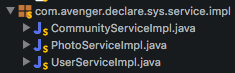 com.avenger.declare.sys.service.impl
CommunityServiceImpl.java
PhotoServiceImpl.java
UserServiceImpl.java